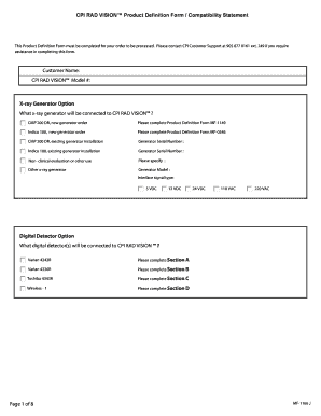 CPI RAD VISION™ Product Definition Form / Compatibility Statement
This Product Definition Form must be completed for your order to be processed. Please contact CPI Customer Support at 905 877 0161 ext. if you require
assistance in completing this form.
Customer Name:
CPI RAD VISION™ Model #:
X-ray Generator Option
What x-ray generator will be connected to CPI RAD VISION™?
CMP 200 DR, new generator order Please complete Product Definition Form MF-
Indico 100, new generator order Please complete Product Definition Form MF-
CMP 200 DR, existing generator installation Generator Serial Number :
Indico 100, existing generator installation Generator Serial Number :
Non-clinical evaluation or other use Please specify :
Other x-ray generator Generator Model :
Interface signal type:
5 VDC 12 VDC 24 VDC 110 VAC 220 VAC
Digital Detector Option
What digital detector(s) will be connected to CPI RAD VISION™?
Varian 4343R Please complete Section A
Varian 4336R Please complete Section B
Toshiba Please complete Section C
Wireless - 1 Please complete Section D
Page 1 of 8 MF-